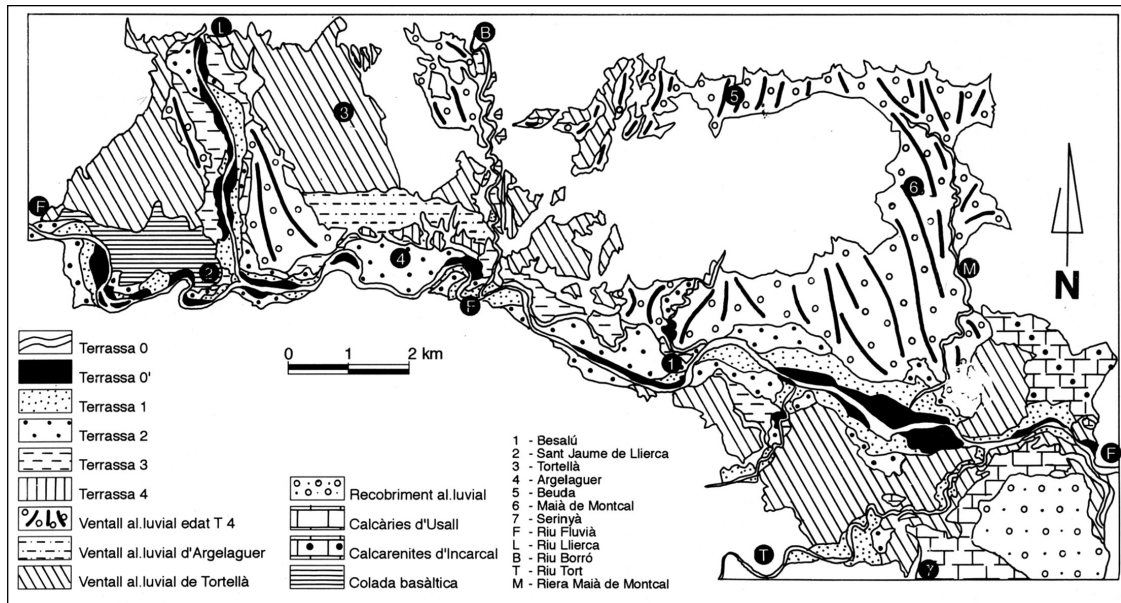 L
B
5
3
6
F
4
M
2
N
F
1
F
T
7
0 1 2 km
Terrassa 0
Terrassa 0'
Terrassa 1
Terrassa 2
Terrassa 3
Terrassa 4
Ventall al.luvial edat T 4
Ventall al.luvial d'Argelaguer
Ventall al.luvial de Tortellà
Recobriment al.luvial
Calcàries d'Usall
Calcarenites d'Incarcal
Colada basàltica
1 - Besalú
2 - Sant Jaume de Llierca
3 - Tortellà
4 - Argelaguer
5 - Beuda
6 - Maià de Montcal
7 - Serinyà
F - Riu Fluvià
L - Riu Llierca
B - Riu Borró
T - Riu Tort
M - Riera Maià de Montcal